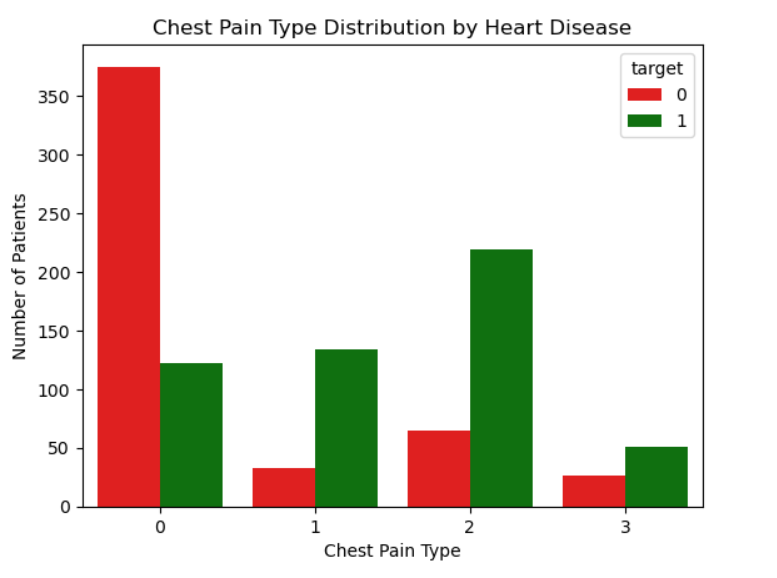 Chest Pain Type Distribution by Heart Disease
target
0
1
350
300
250
200
150
100
50
0
Number of Patients
0 1 2 3
Chest Pain Type